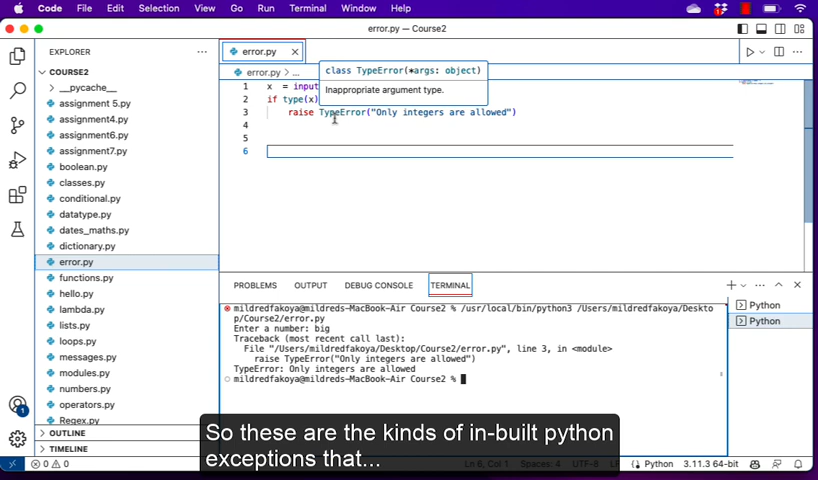 Code File Edit Selection View Go Run Terminal Window Help
error.py — Course2
EXPLORER
error.py
COURSE2
error.py > ...
class TypeError(*args: object)
Inappropriate argument type.
__pycache__
assignment 5.py
assignment4.py
assignment6.py
assignment7.py
boolean.py
classes.py
conditional.py
datatype.py
dates_maths.py
dictionary.py
error.py
functions.py
hello.py
lambda.py
lists.py
loops.py
messages.py
modules.py
numbers.py
operators.py
Regex.py
OUTLINE
TIMELINE
1 x = input
2 if type(x)
3 raise TypeError("Only integers are allowed")
4
5
6
PROBLEMS OUTPUT DEBUG CONSOLE TERMINAL
mildredfakoya@mildreds-MacBook-Air Course2 % /usr/local/bin/python3 /Users/mildredfakoya/Deskto
p/Course2/error.py
Enter a number: big
Traceback (most recent call last):
File "/Users/mildredfakoya/Desktop/Course2/error.py", line 3, in <module>
raise TypeError("Only integers are allowed")
TypeError: Only integers are allowed
mildredfakoya@mildreds-MacBook-Air Course2 %
Python
Python
So these are the kinds of in-built python
exceptions that...
1
0 0 Ln 6, Col 1 Spaces: 4 UTF-8 Python 3.11.3 64-bit